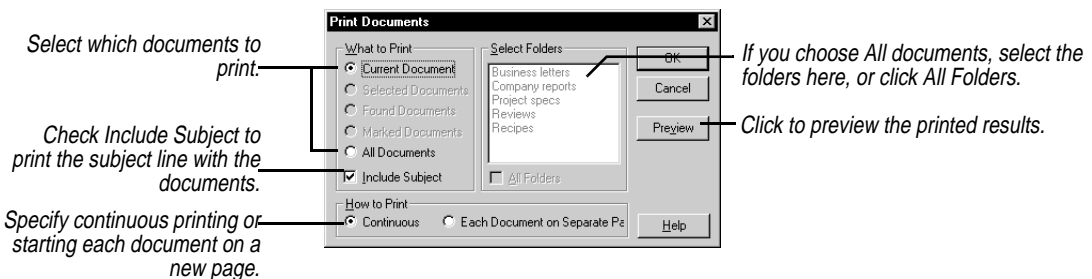 Print Documents
Select which documents to
print.
Check Include Subject to
print the subject line with the
documents.
Specify continuous printing or
starting each document on a
new page.
What to Print
Current Document
Selected Documents
Found Documents
Marked Documents
All Documents
Include Subject
Select Folders
Business letters
Company reports
Project specs
Reviews
Recipes
All Folders
How to Print
Continuous
Each Document on Separate Pa
OK
Cancel
Preview
Help
If you choose All documents, select the
folders here, or click All Folders.
Click to preview the printed results.